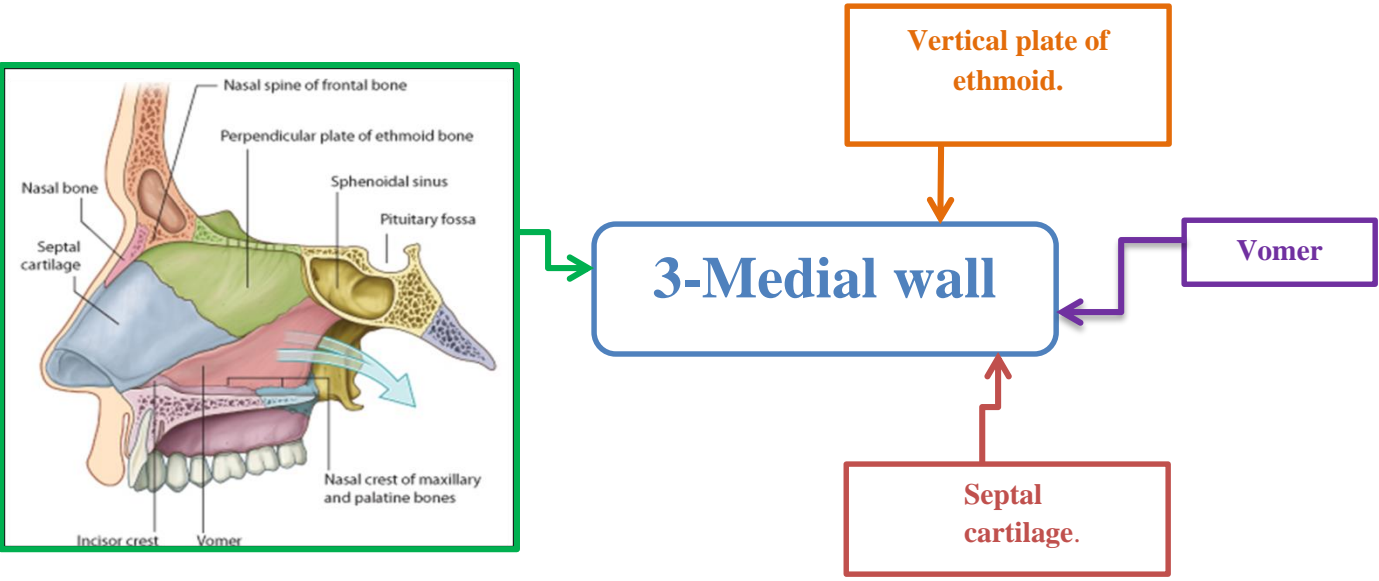 Nasal spine of frontal bone
Perpendicular plate of ethmoid bone
Sphenoidal sinus
Nasal bone
Pituitary fossa
Septal
cartilage
Nasal crest of maxillary
and palatine bones
Incisor crest
Vomer
Vertical plate of
ethmoid.
3-Medial wall
Vomer
Septal
cartilage.